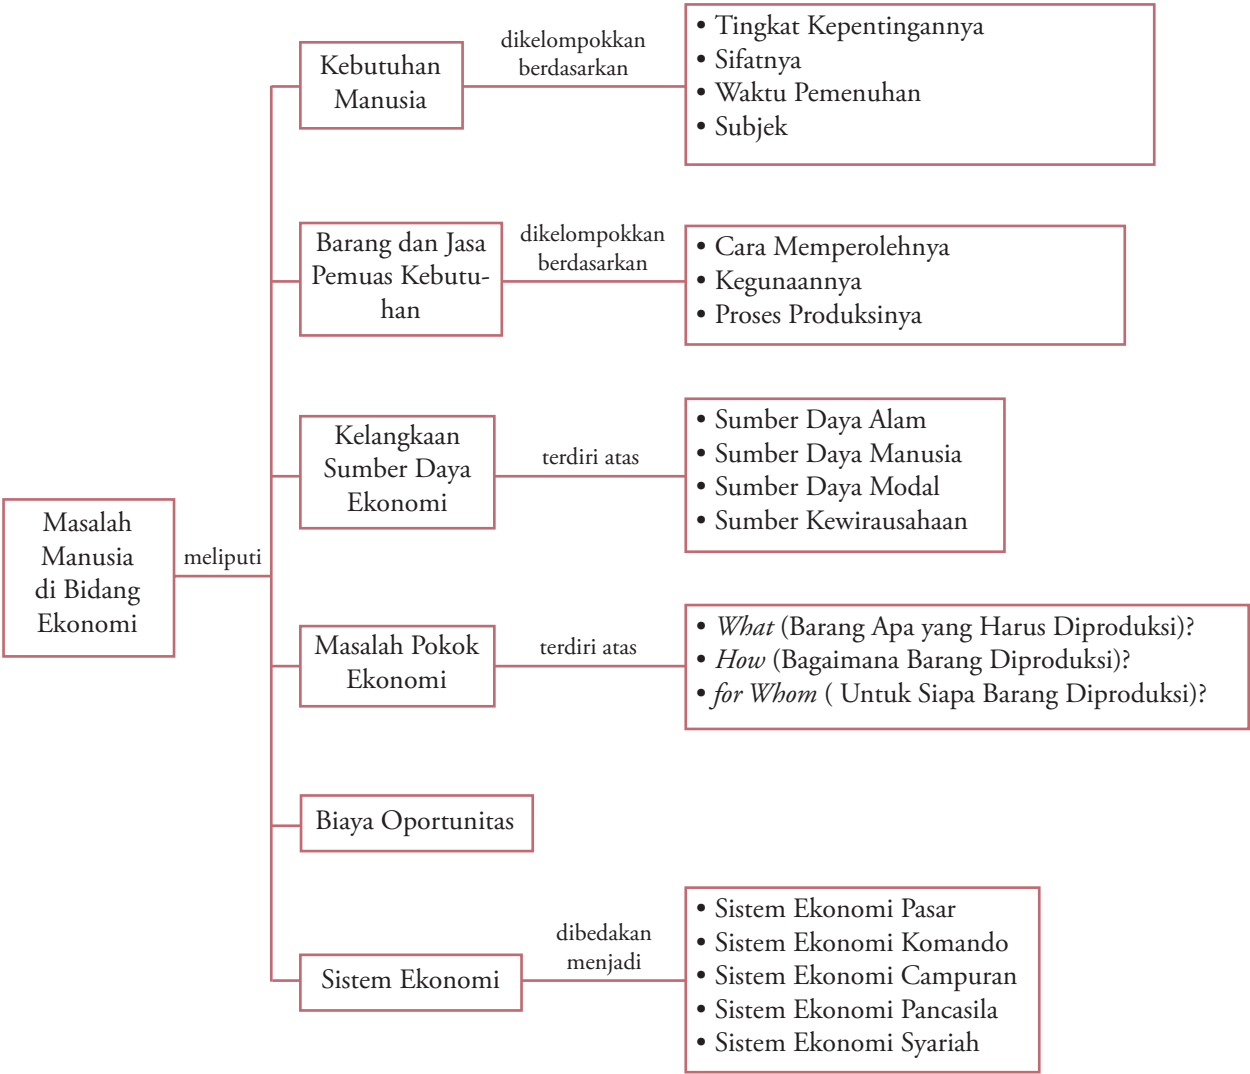 Masalah
Manusia
di Bidang
Ekonomi
meliputi
Kebutuhan
Manusia
dikelompokkan
berdasarkan
• Tingkat Kepentingannya
• Sifatnya
• Waktu Pemenuhan
• Subjek
Barang dan Jasa
Pemuas Kebutu-
han
dikelompokkan
berdasarkan
• Cara Memperolehnya
• Kegunaannya
• Proses Produksinya
Kelangkaan
Sumber Daya
Ekonomi
terdiri atas
• Sumber Daya Alam
• Sumber Daya Manusia
• Sumber Daya Modal
• Sumber Kewirausahaan
Masalah Pokok
Ekonomi
terdiri atas
• What (Barang Apa yang Harus Diproduksi)?
• How (Bagaimana Barang Diproduksi)?
• for Whom ( Untuk Siapa Barang Diproduksi)?
Biaya Oportunitas
Sistem Ekonomi
dibedakan
menjadi
• Sistem Ekonomi Pasar
• Sistem Ekonomi Komando
• Sistem Ekonomi Campuran
• Sistem Ekonomi Pancasila
• Sistem Ekonomi Syariah